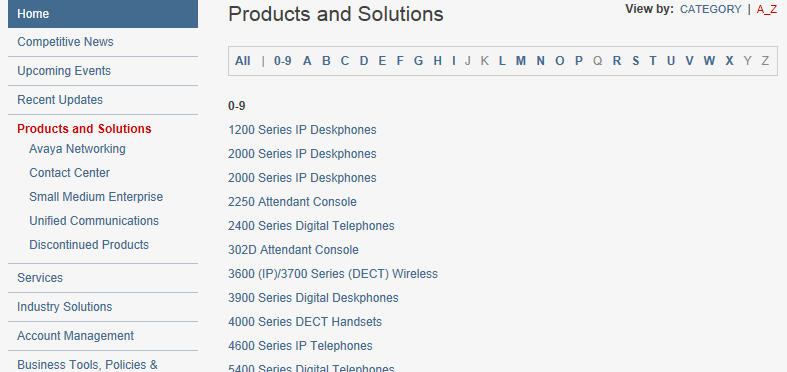 Home
Competitive News
Upcoming Events
Recent Updates
Products and Solutions
Avaya Networking
Contact Center
Small Medium Enterprise
Unified Communications
Discontinued Products
Services
Industry Solutions
Account Management
Business Tools, Policies &
Products and Solutions
View by: CATEGORY | A_Z
All | 0-9 A B C D E F G H I J K L M N O P Q R S T U V W X Y Z
0-9
1200 Series IP Deskphones
2000 Series IP Deskphones
2000 Series IP Deskphones
2250 Attendant Console
2400 Series Digital Telephones
302D Attendant Console
3600 (IP)/3700 Series (DECT) Wireless
3900 Series Digital Deskphones
4000 Series DECT Handsets
4600 Series IP Telephones
5400 Series Digital Telephones